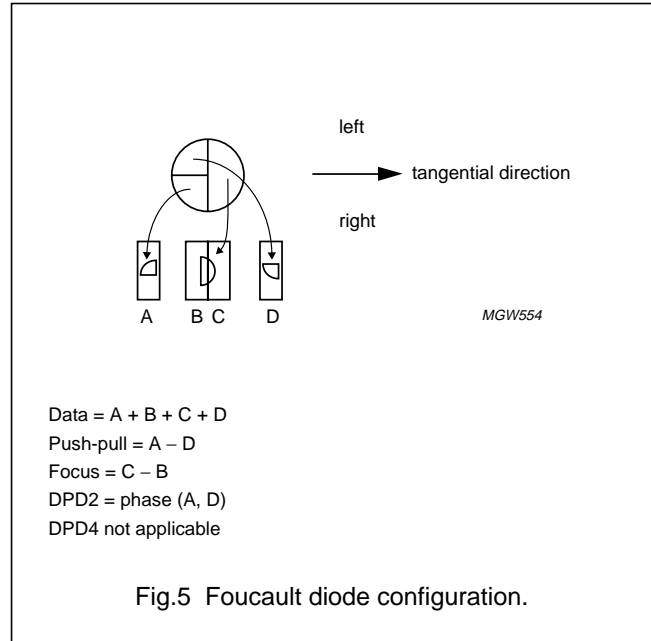 left
tangential direction
right
A B C D
MGW554
Data = A + B + C + D
Push-pull = A − D
Focus = C − B
DPD2 = phase (A, D)
DPD4 not applicable
Fig.5 Foucault diode configuration.